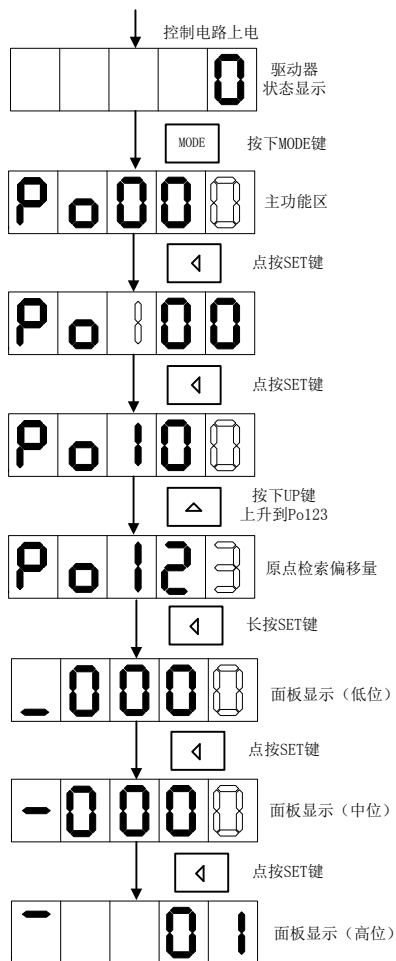 控制电路上电
0
驱动器
状态显示
MODE
按下MODE键
Po000
主功能区
点按SET键
Po100
点按SET键
Po100
按下UP键
上升到Po123
Po123
原点检索偏移量
长按SET键
_0000
面板显示（低位）
点按SET键
-0000
面板显示（中位）
点按SET键
‾ 01
面板显示（高位）